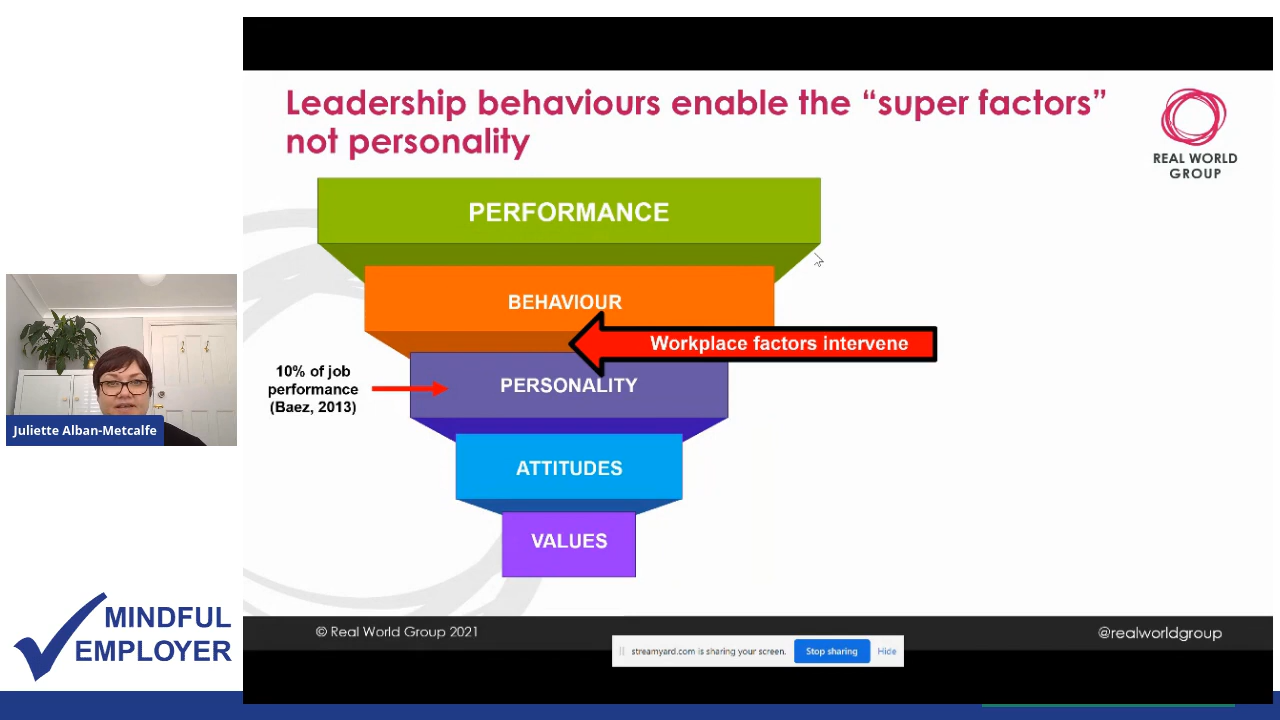 Leadership behaviours enable the “super factors”
not personality
REAL WORLD
GROUP
PERFORMANCE
BEHAVIOUR
Workplace factors intervene
10% of job
performance
(Baez, 2013)
PERSONALITY
ATTITUDES
VALUES
Juliette Alban-Metcalfe
MINDFUL
EMPLOYER
© Real World Group 2021
@realworldgroup
streamyard.com is sharing your screen.
Stop sharing
Hide